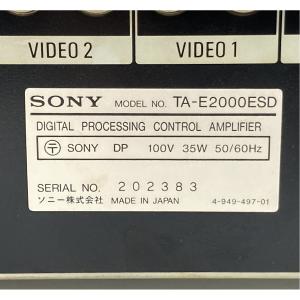 VIDEO 2 VIDEO 1
SONY MODEL NO. TA-E2000ESD
DIGITAL PROCESSING CONTROL AMPLIFIER
〒 SONY DP 100V 35W 50/60Hz
SERIAL NO. 202383
ソニー株式会社 MADE IN JAPAN 4-949-497-01